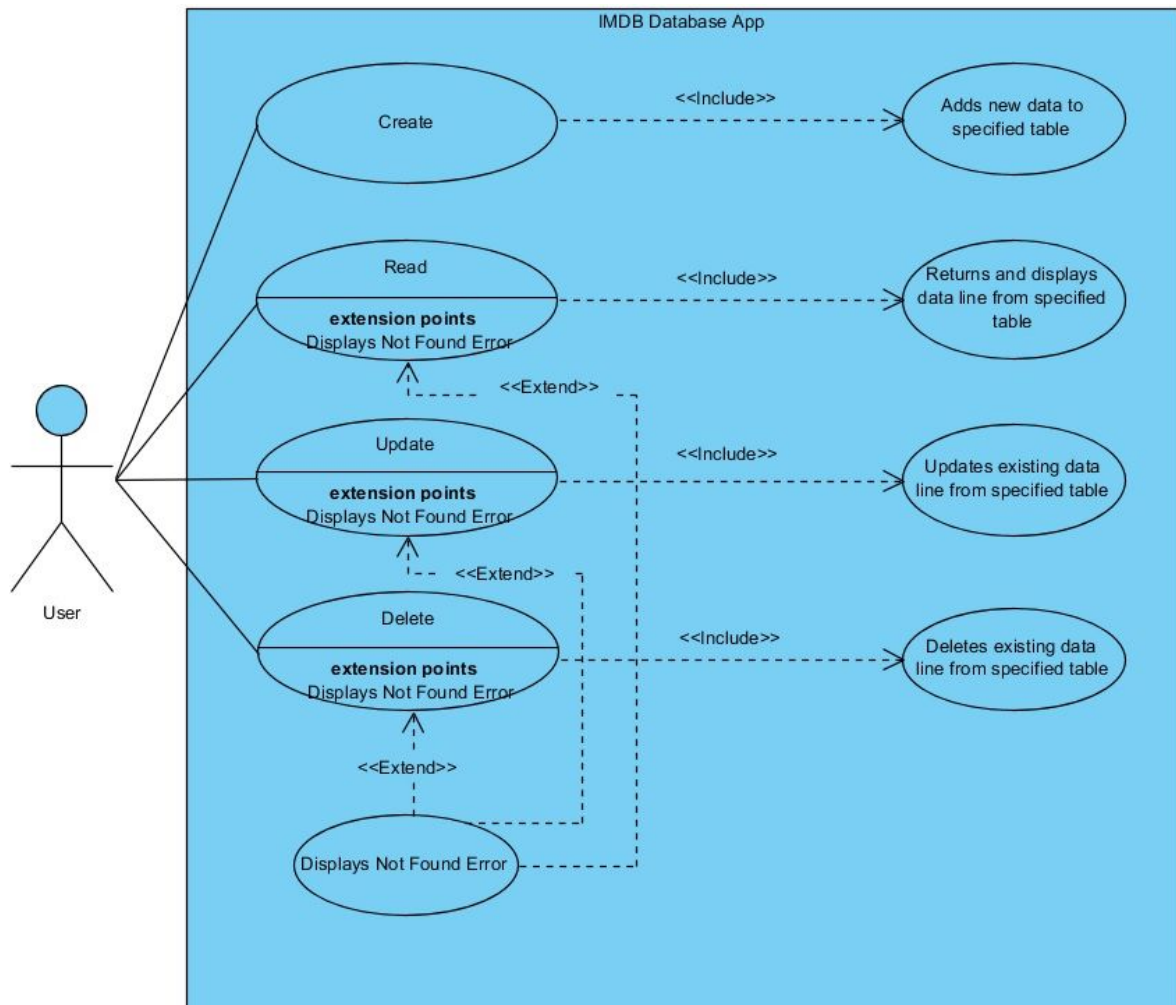 IMDB Database App
Create
<<Include>>
Adds new data to
specified table
Read
extension points
Displays Not Found Error
<<Include>>
Returns and displays
data line from specified
table
<<Extend>>
Update
extension points
Displays Not Found Error
<<Include>>
Updates existing data
line from specified table
<<Extend>>
Delete
extension points
Displays Not Found Error
<<Include>>
Deletes existing data
line from specified table
User
<<Extend>>
Displays Not Found Error